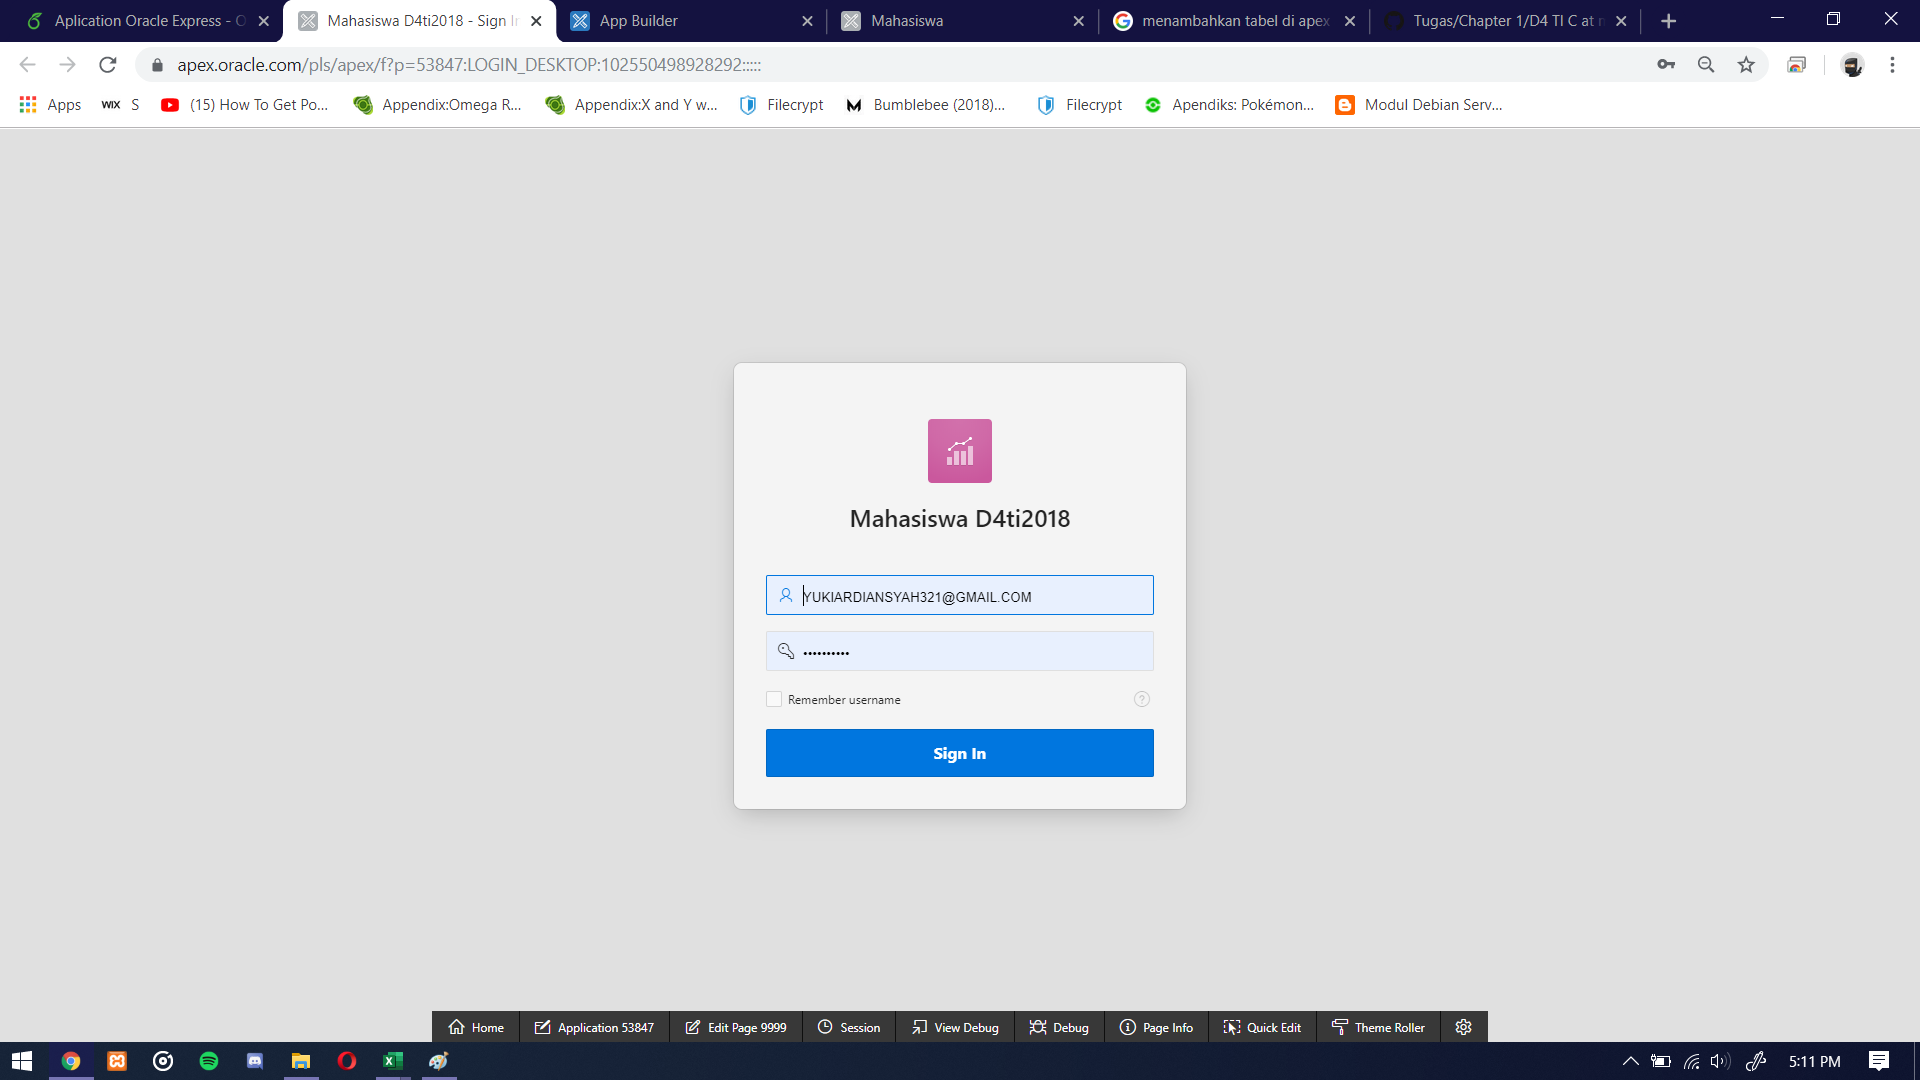 Aplication Oracle Express - O
Mahasiswa D4ti2018 - Sign In
App Builder
Mahasiswa
menambahkan tabel di apex
Tugas/Chapter 1/D4 TI C at m
apex.oracle.com/pls/apex/f?p=53847:LOGIN_DESKTOP:102550498928292:::::
Apps
WIX S
(15) How To Get Po...
Appendix:Omega R...
Appendix:X and Y w...
Filecrypt
Bumblebee (2018)...
Filecrypt
Apendiks: Pokémon...
Modul Debian Serv...
Mahasiswa D4ti2018
YUKIARDIANSYAH321@GMAIL.COM
••••••••••
Remember username
?
Sign In
Home
Application 53847
Edit Page 9999
Session
View Debug
Debug
Page Info
Quick Edit
Theme Roller
5:11 PM